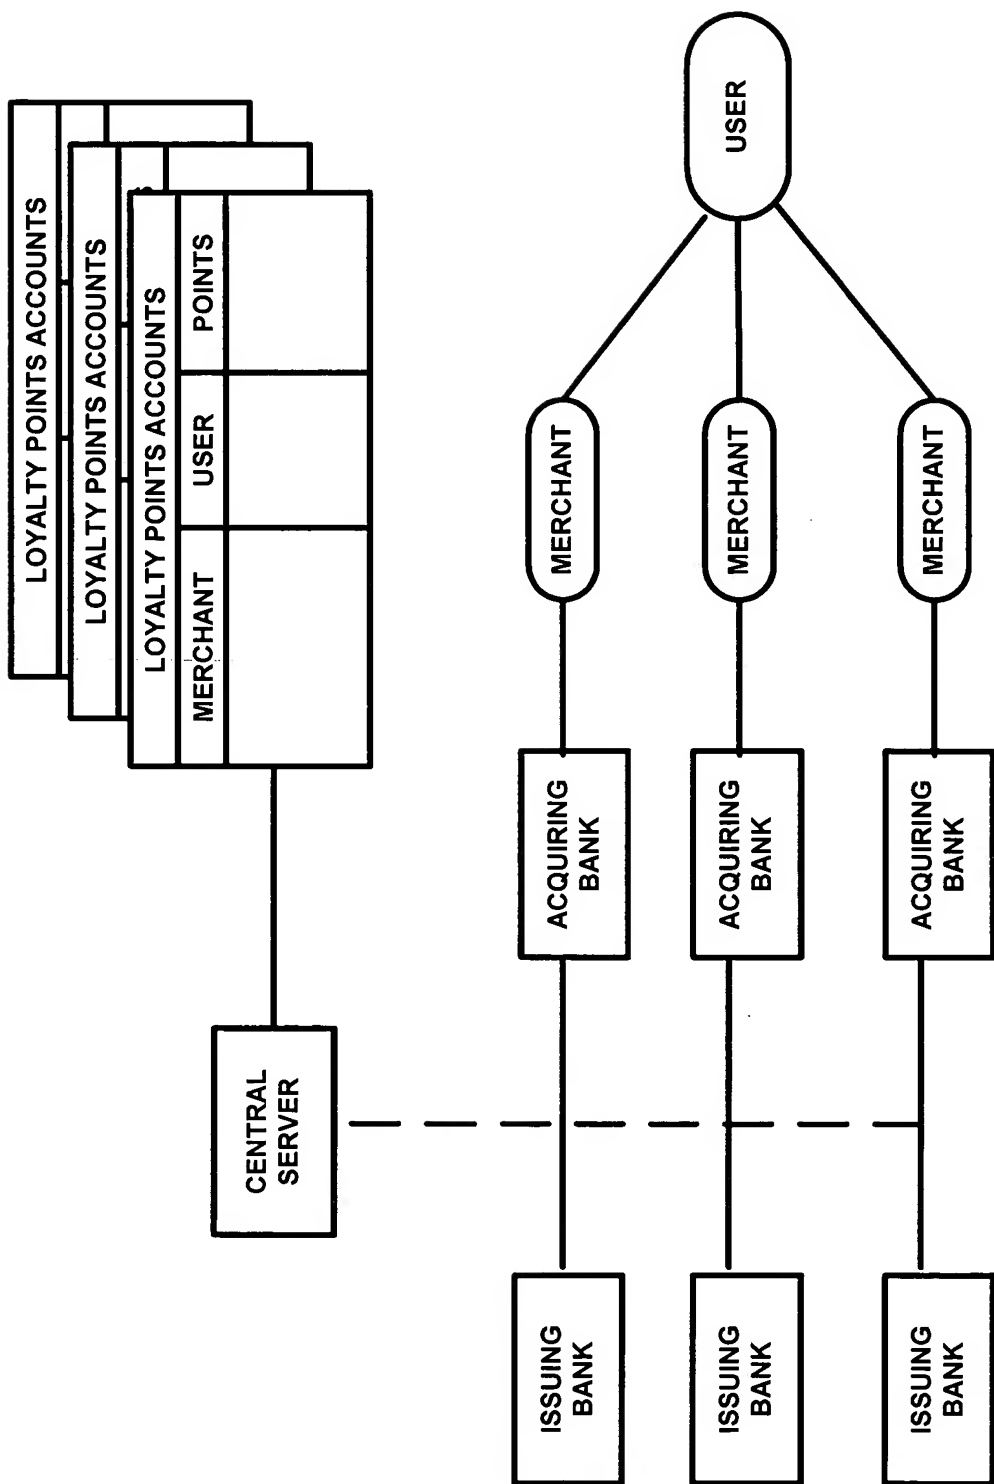 LOYALTY POINTS ACCOUNTS
LOYALTY POINTS ACCOUNTS
LOYALTY POINTS ACCOUNTS
MERCHANT USER POINTS
CENTRAL
SERVER
ISSUING
BANK
ACQUIRING
BANK
MERCHANT
ISSUING
BANK
ACQUIRING
BANK
MERCHANT
USER
ISSUING
BANK
ACQUIRING
BANK
MERCHANT